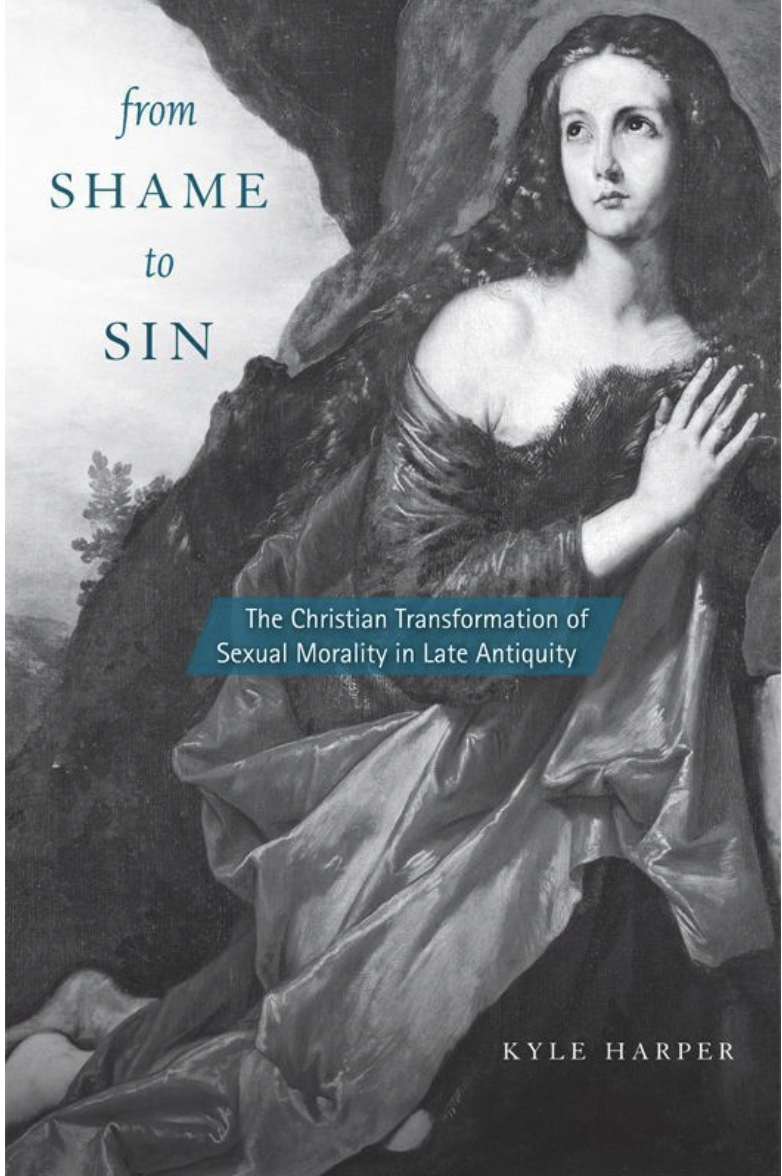 from
SHAME
to
SIN
The Christian Transformation of
Sexual Morality in Late Antiquity
KYLE HARPER